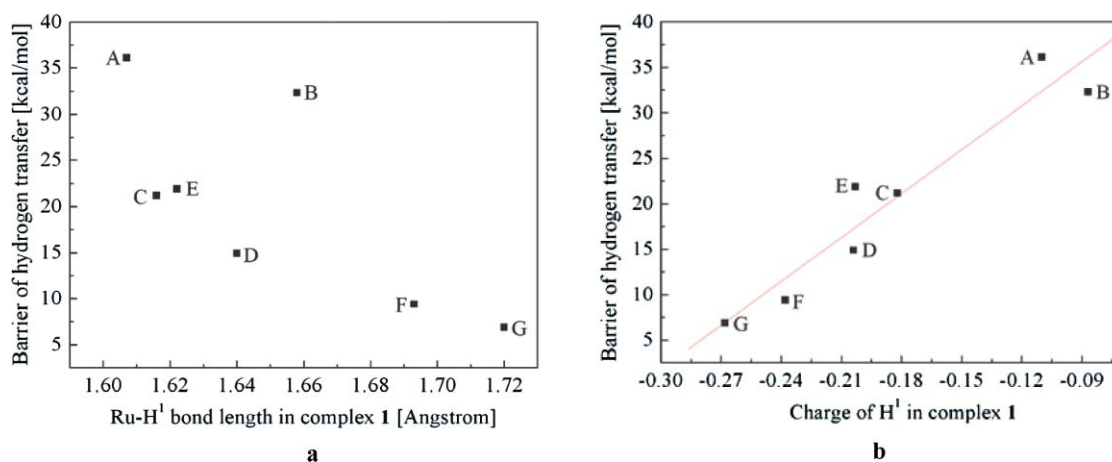 Barrier of hydrogen transfer [kcal/mol]
40
35
30
25
20
15
10
5
A
B
C
E
D
F
G
1.60 1.62 1.64 1.66 1.68 1.70 1.72
Ru-H¹ bond length in complex 1 [Angstrom]
a
Barrier of hydrogen transfer [kcal/mol]
40
35
30
25
20
15
10
5
A
B
E
C
D
F
G
-0.30 -0.27 -0.24 -0.21 -0.18 -0.15 -0.12 -0.09
Charge of H¹ in complex 1
b